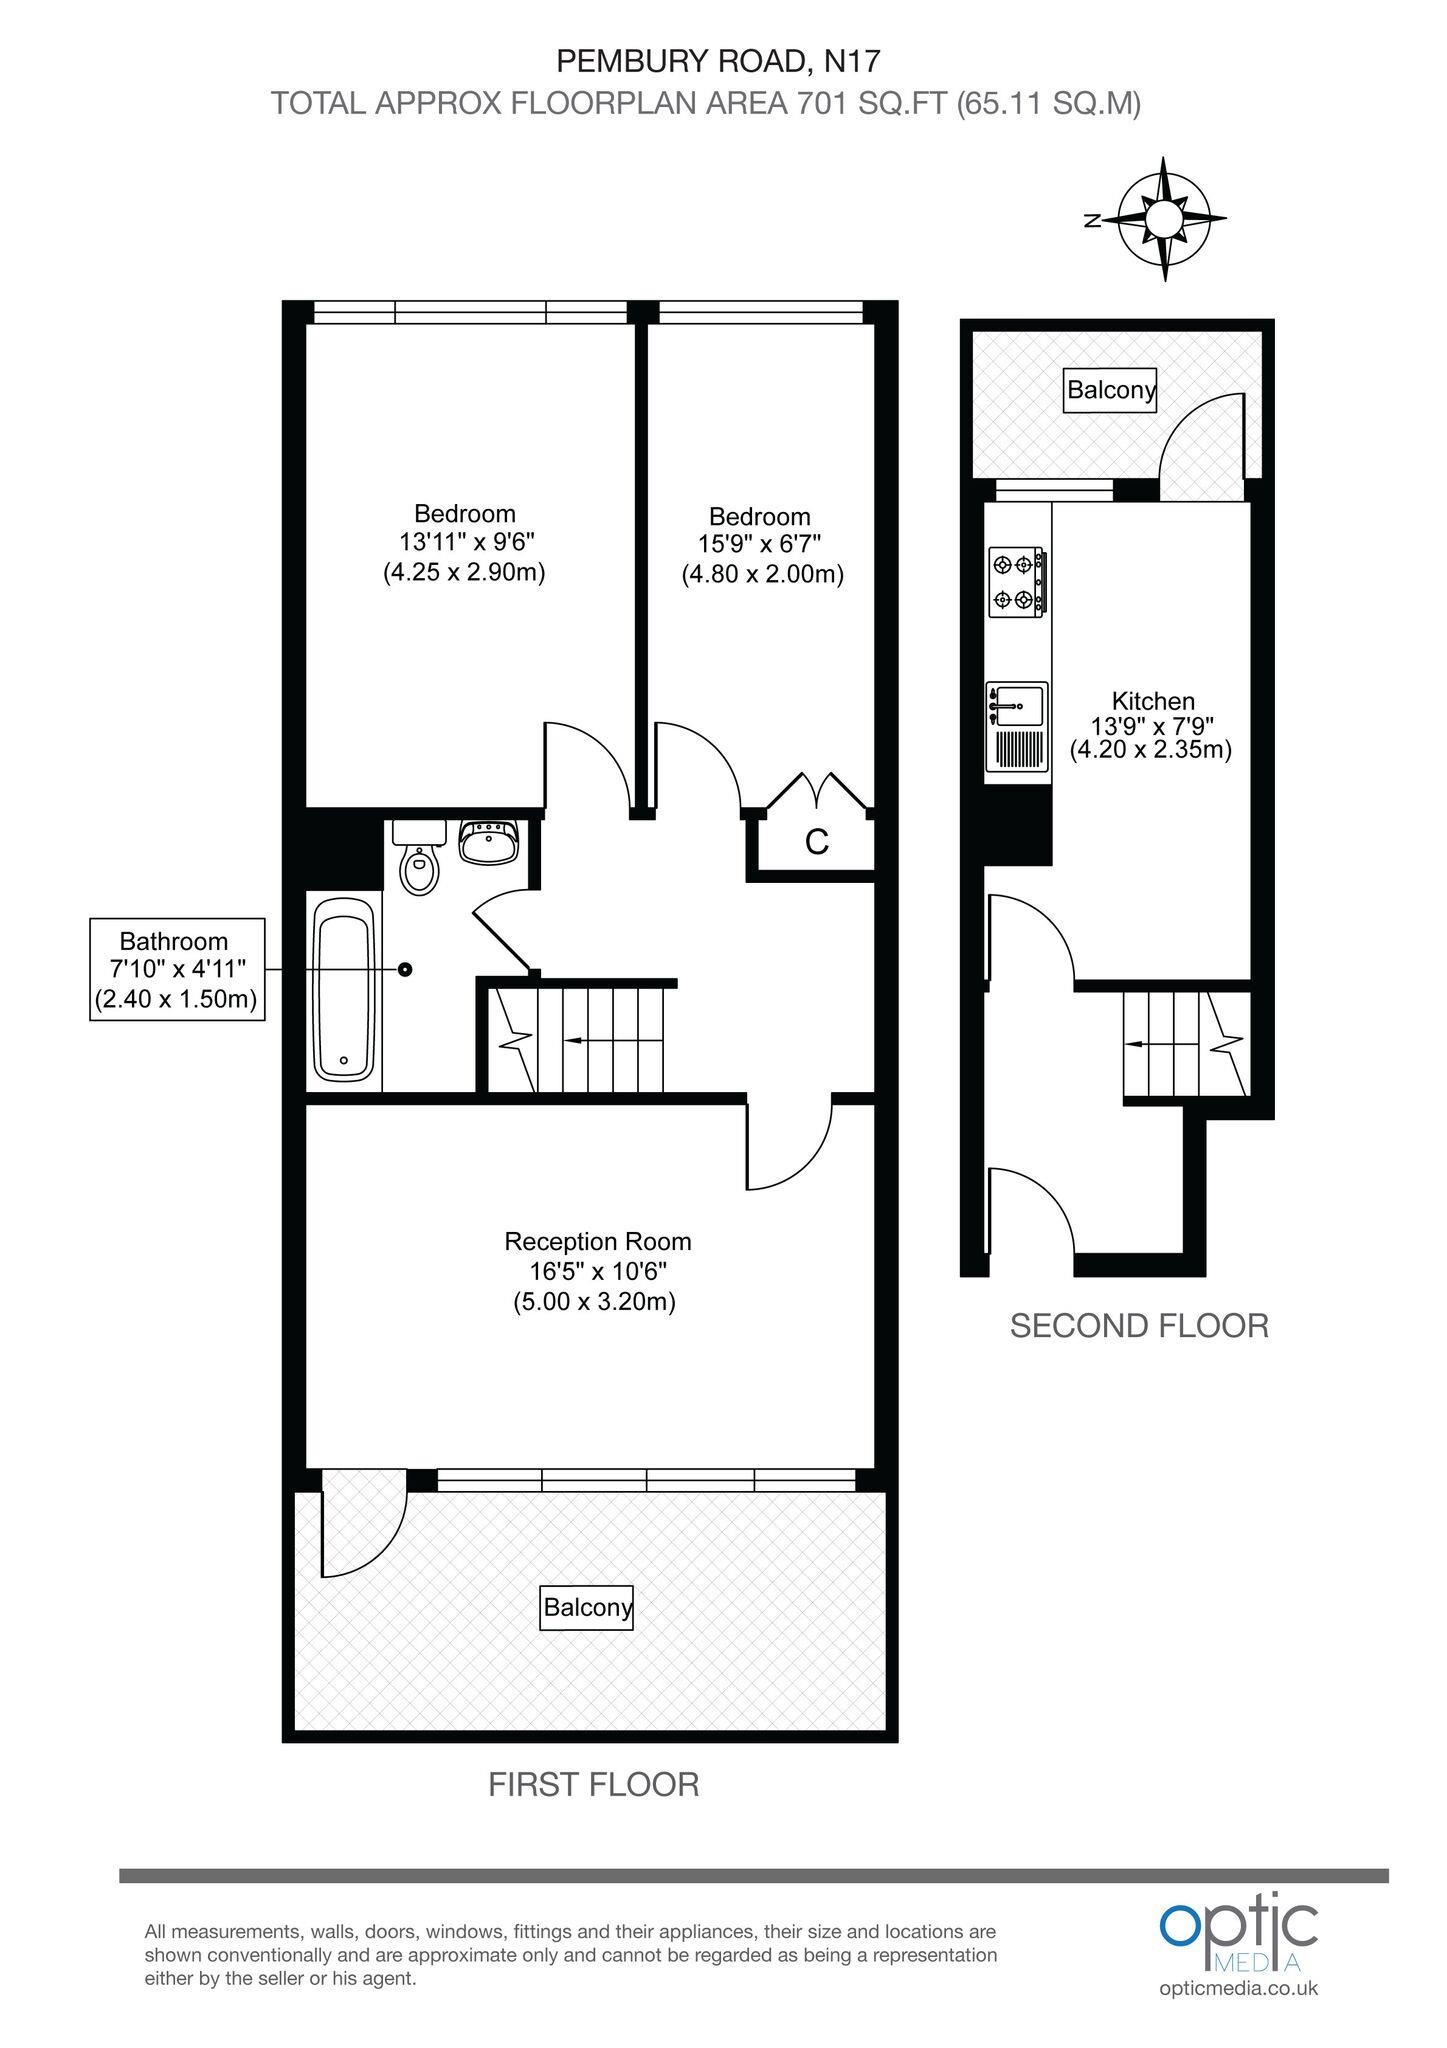 PEMBURY ROAD, N17
TOTAL APPROX FLOORPLAN AREA 701 SQ.FT (65.11 SQ.M)
N
Balcony
Bedroom
13'11" x 9'6"
(4.25 x 2.90m)
Bedroom
15'9" x 6'7"
(4.80 x 2.00m)
Kitchen
13'9" x 7'9"
(4.20 x 2.35m)
C
Bathroom
7'10" x 4'11"
(2.40 x 1.50m)
Reception Room
16'5" x 10'6"
(5.00 x 3.20m)
SECOND FLOOR
Balcony
FIRST FLOOR
All measurements, walls, doors, windows, fittings and their appliances, their size and locations are
shown conventionally and are approximate only and cannot be regarded as being a representation
either by the seller or his agent.
optic
MEDIA
opticmedia.co.uk